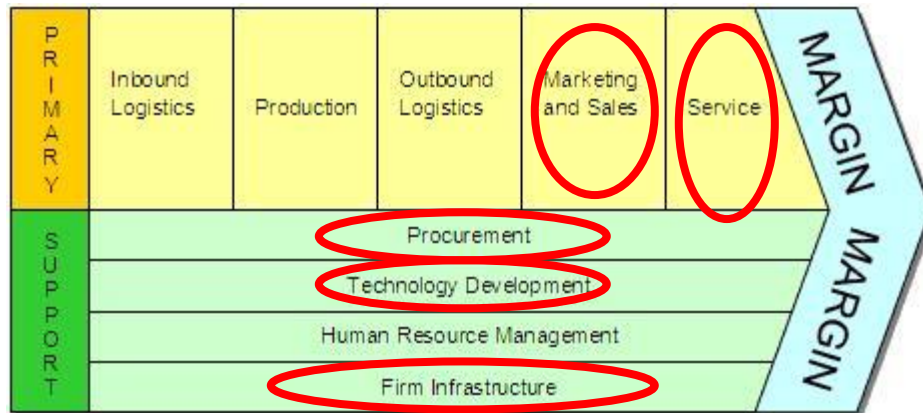 PRIMARY
Inbound
Logistics
Production
Outbound
Logistics
Marketing
and Sales
Service
MARGIN
SUPPORT
Procurement
Technology Development
Human Resource Management
Firm Infrastructure
MARGIN